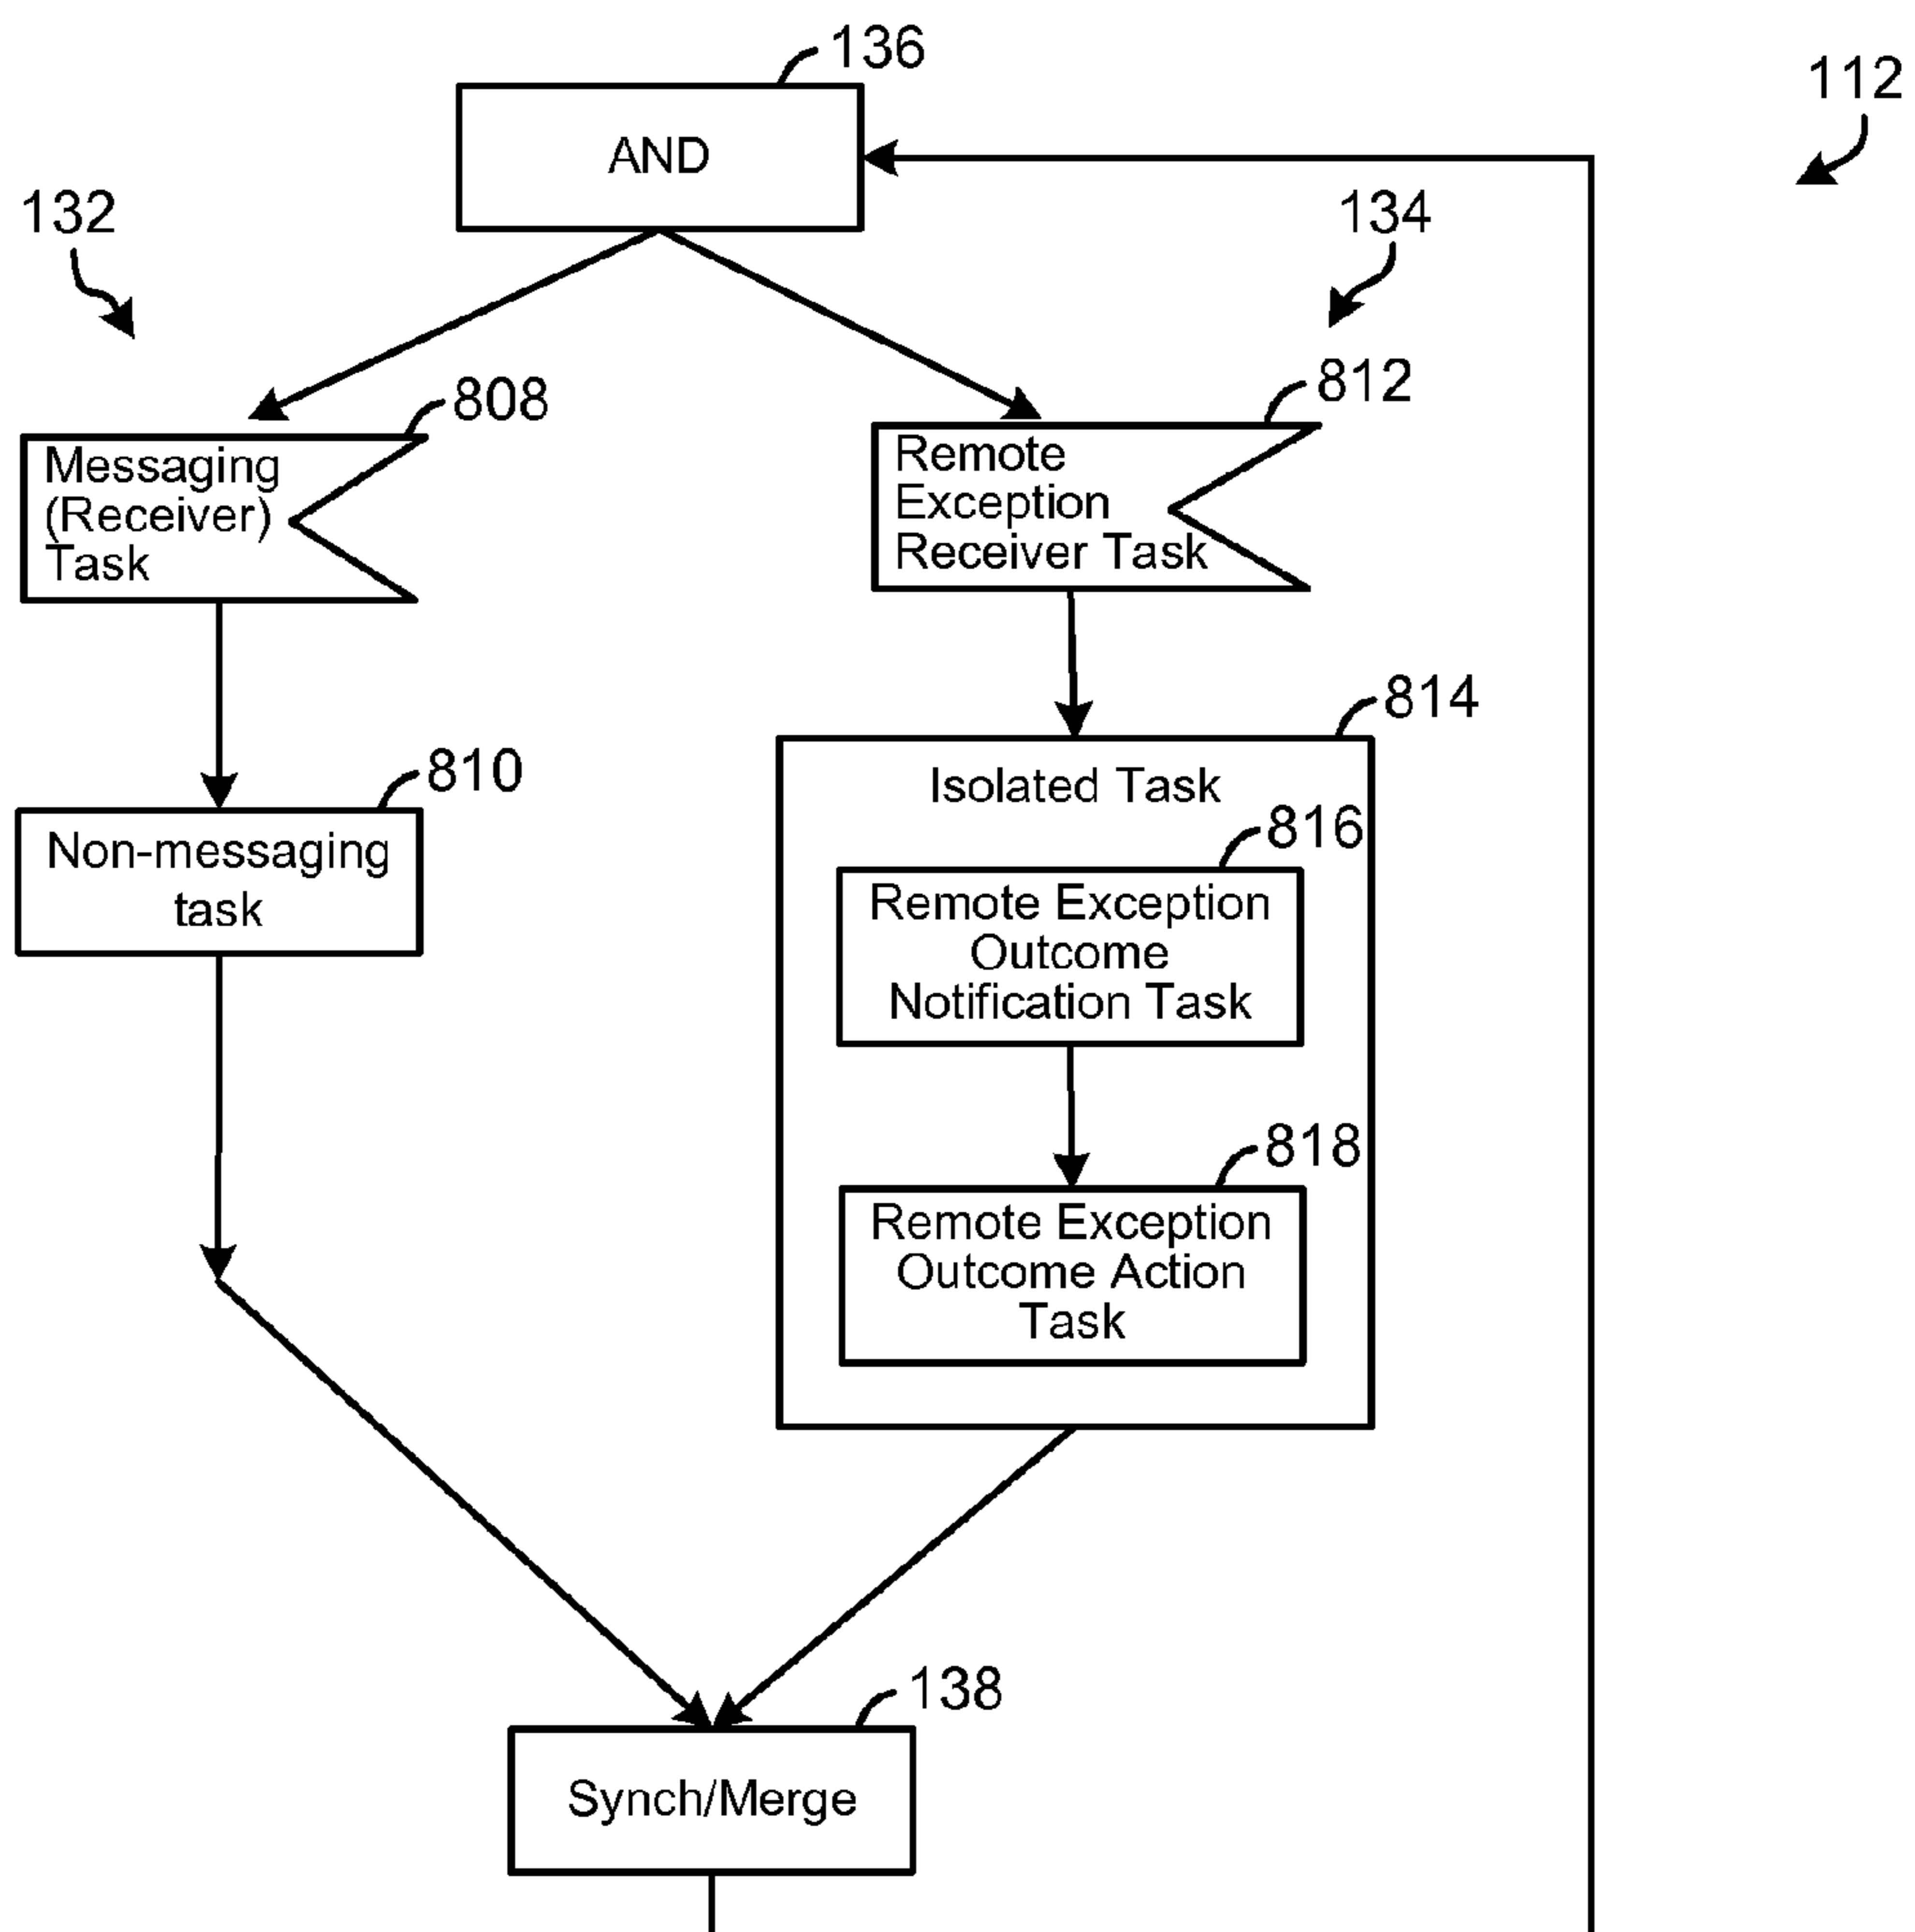 136
112
AND
132
134
812
808
Messaging
(Receiver)
Task
Remote
Exception
Receiver Task
814
810
Isolated Task
816
Non-messaging
task
Remote Exception
Outcome
Notification Task
818
Remote Exception
Outcome Action
Task
138
Synch/Merge